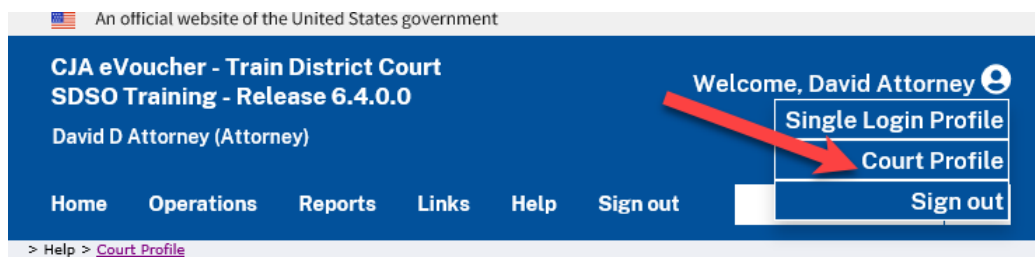 An official website of the United States government
CJA eVoucher - Train District Court
SDSO Training - Release 6.4.0.0
David D Attorney (Attorney)
Welcome, David Attorney
Single Login Profile
Court Profile
Sign out
Home Operations Reports Links Help Sign out
> Help > Court Profile